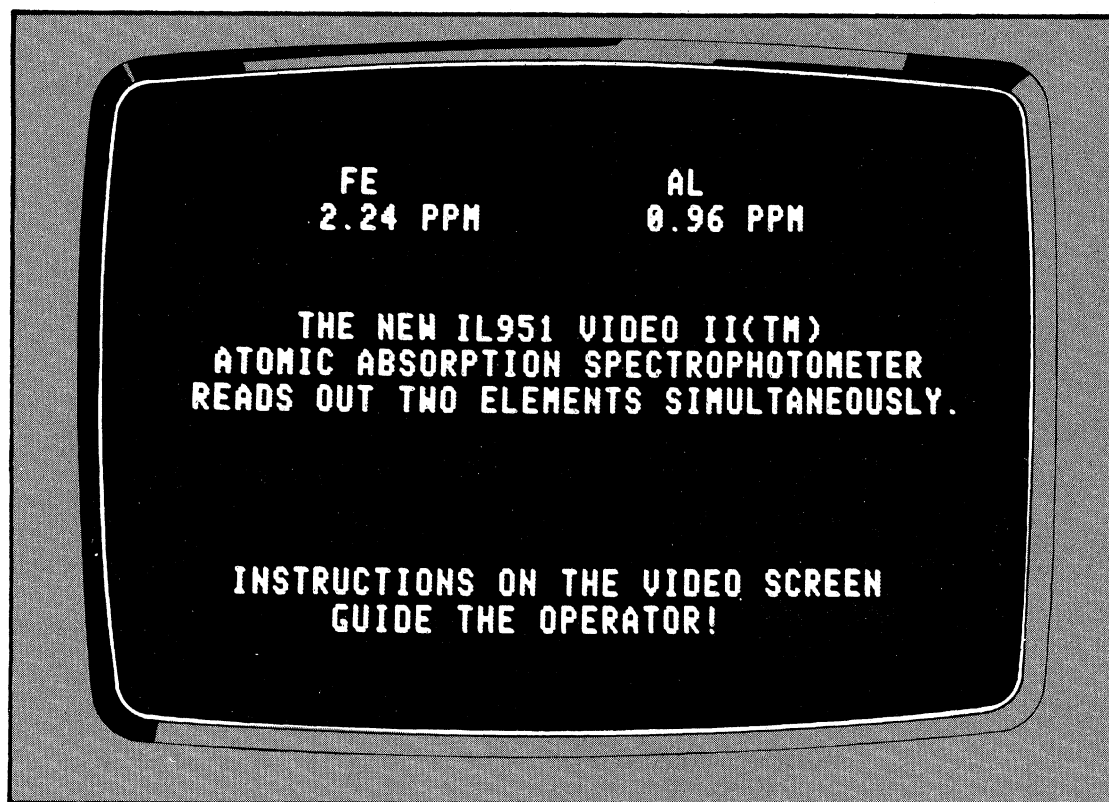 FE AL
2.24 PPM 0.96 PPM
THE NEW IL951 VIDEO II(TM)
ATOMIC ABSORPTION SPECTROPHOTOMETER
READS OUT TWO ELEMENTS SIMULTANEOUSLY.
INSTRUCTIONS ON THE VIDEO SCREEN
GUIDE THE OPERATOR!